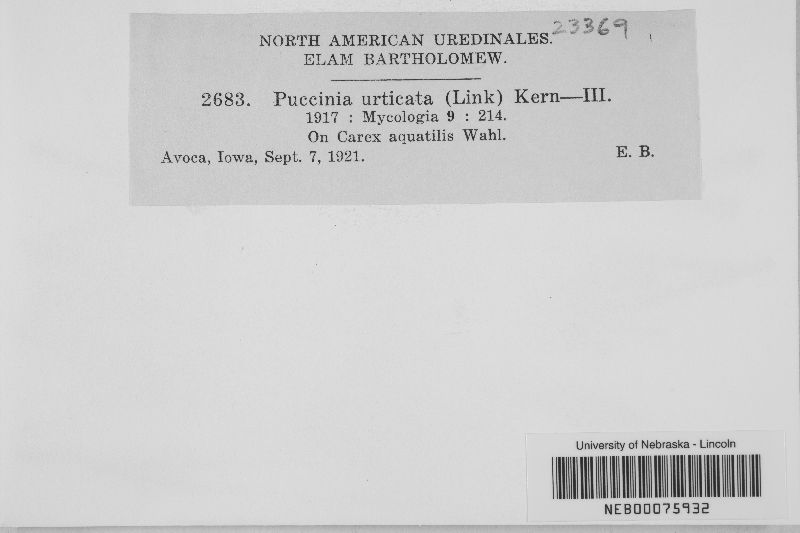 23369
NORTH AMERICAN UREDINALES.
ELAM BARTHOLOMEW.
2683. Puccinia urticata (Link) Kern—III.
1917 : Mycologia 9 : 214.
On Carex aquatilis Wahl.
Avoca, Iowa, Sept. 7, 1921. E. B.
University of Nebraska - Lincoln
NEB00075932